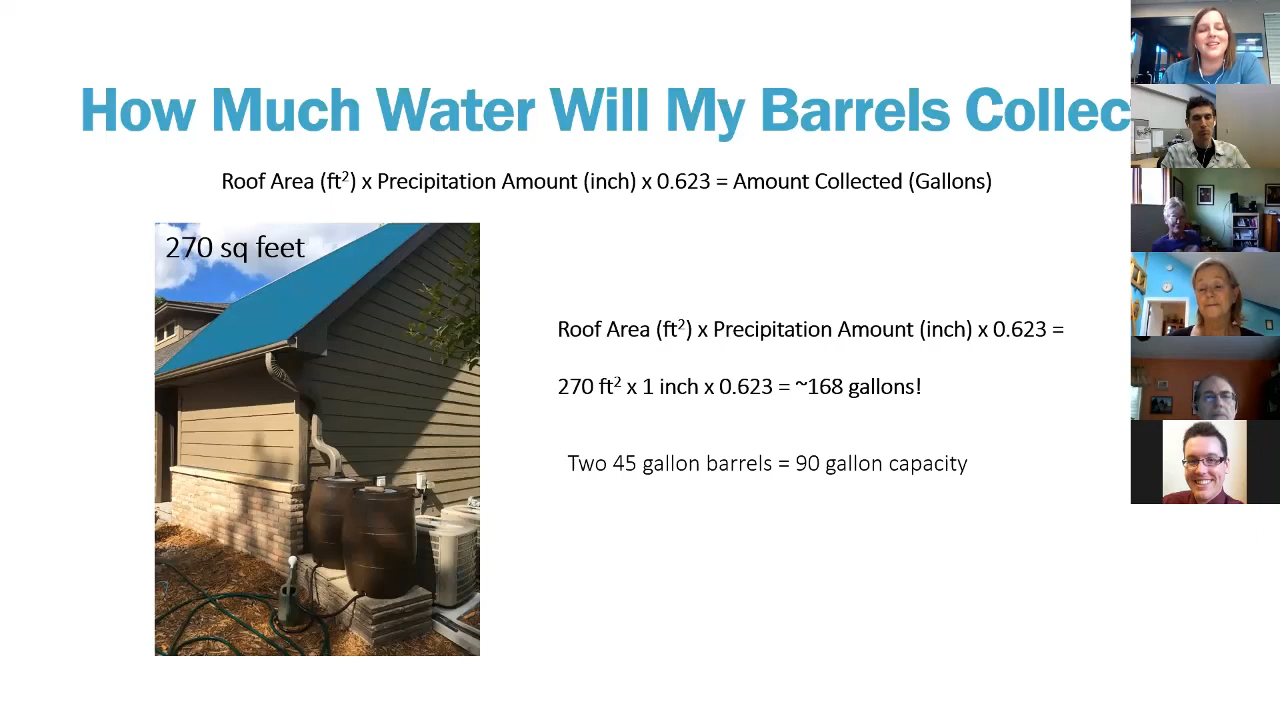 How Much Water Will My Barrels Collec
Roof Area (ft²) x Precipitation Amount (inch) x 0.623 = Amount Collected (Gallons)
270 sq feet
Roof Area (ft²) x Precipitation Amount (inch) x 0.623 =
270 ft² x 1 inch x 0.623 = ~168 gallons!
Two 45 gallon barrels = 90 gallon capacity